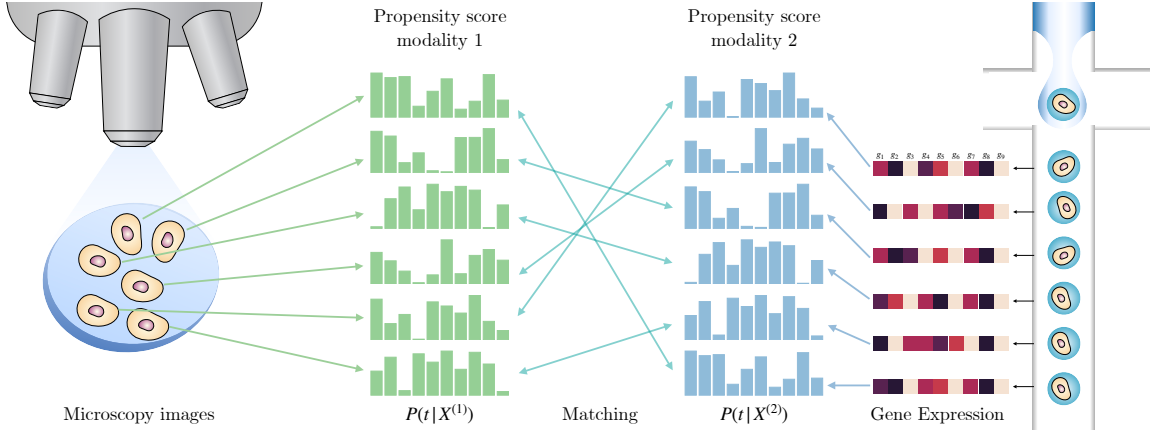 Propensity score
modality 1
Propensity score
modality 2
g₁ g₂ g₃ g₄ g₅ g₆ g₇ g₈ g₉
Microscopy images
P(t|X⁽¹⁾)
Matching
P(t|X⁽²⁾)
Gene Expression